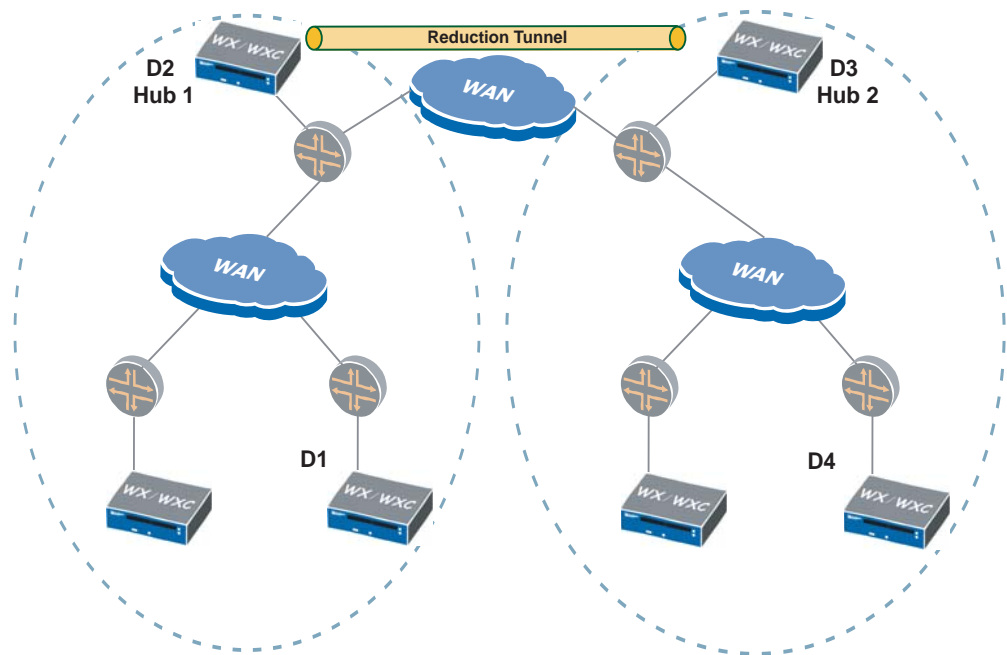 Reduction Tunnel
WX/WXC
D2
Hub 1
WAN
WX/WXC
D3
Hub 2
WAN
WAN
D1
D4
WX/WXC
WX/WXC
WX/WXC
WX/WXC